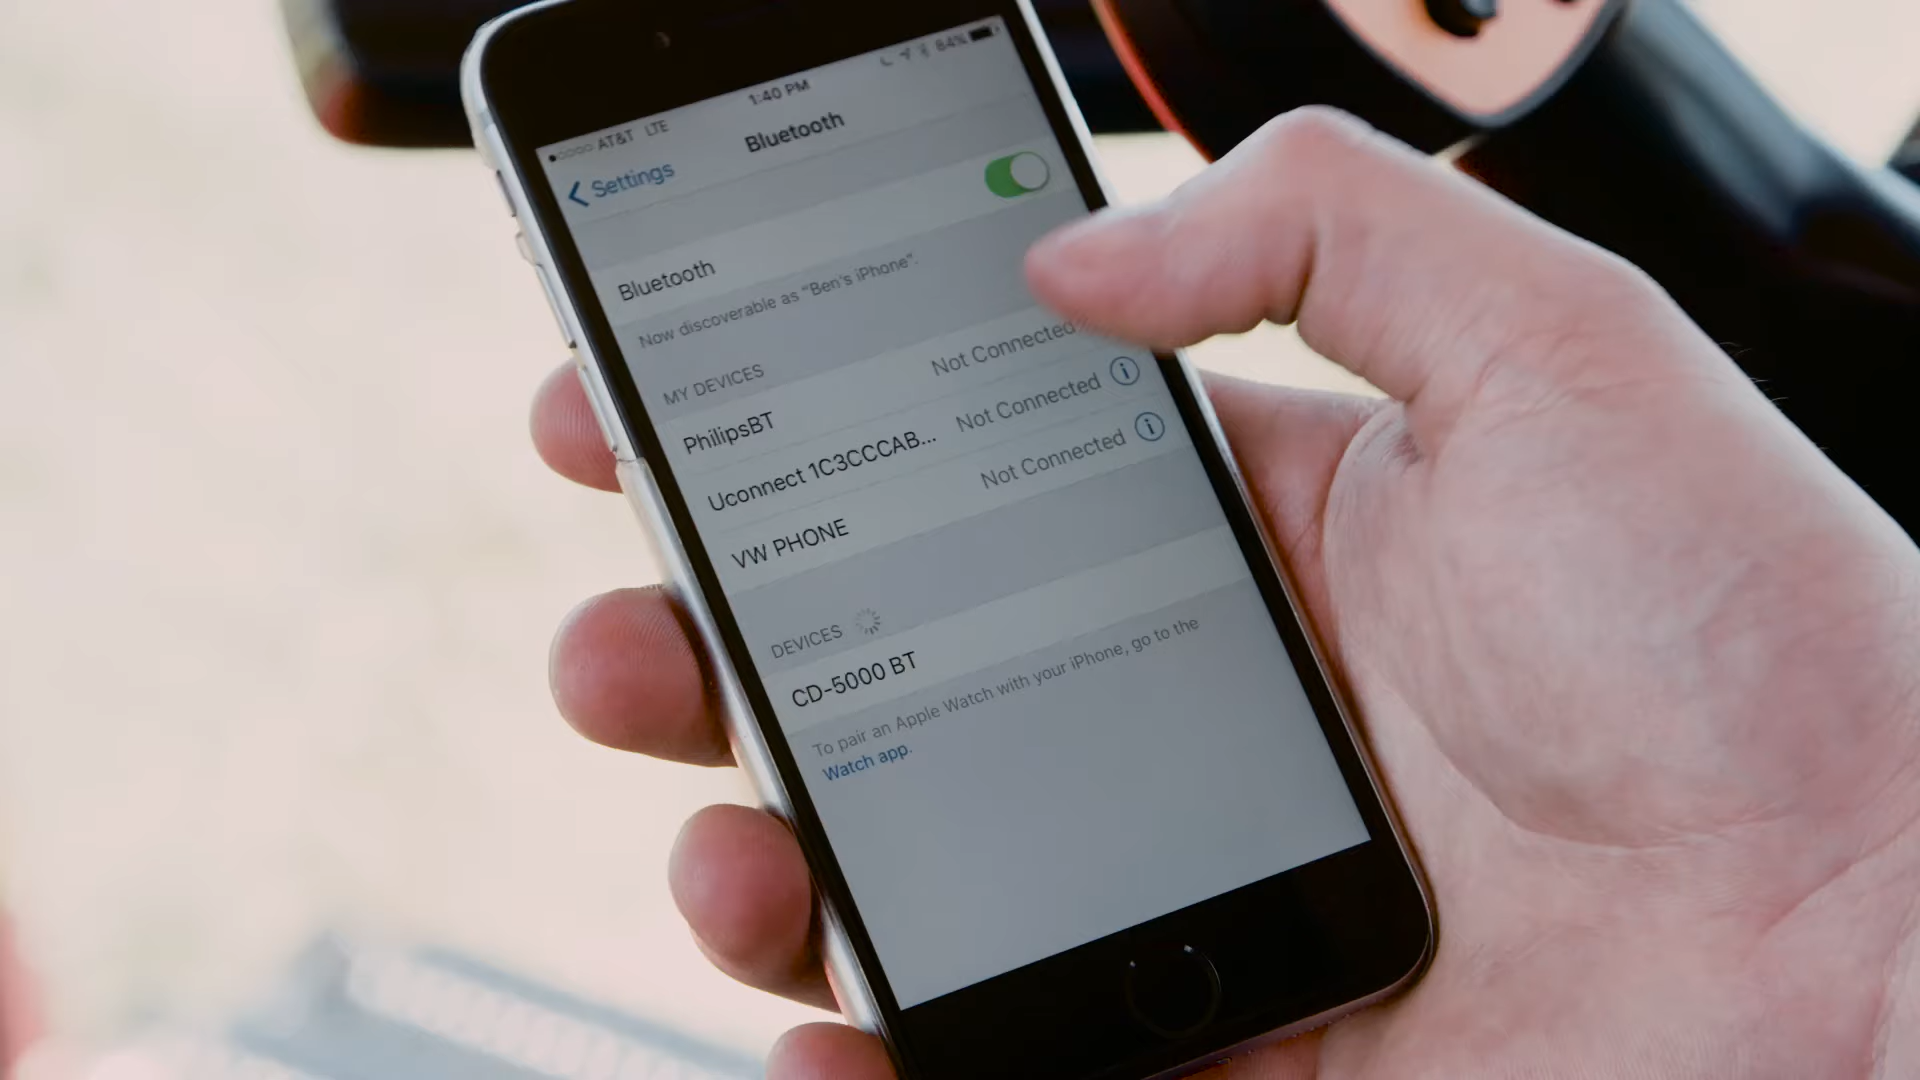 1:40 PM
84%
AT&T LTE
Settings
Bluetooth
Bluetooth
Now discoverable as “Ben’s iPhone”.
MY DEVICES
PhilipsBT Not Connected
Uconnect 1C3CCCAB... Not Connected
VW PHONE Not Connected
DEVICES
CD-5000 BT
To pair an Apple Watch with your iPhone, go to the
Watch app.